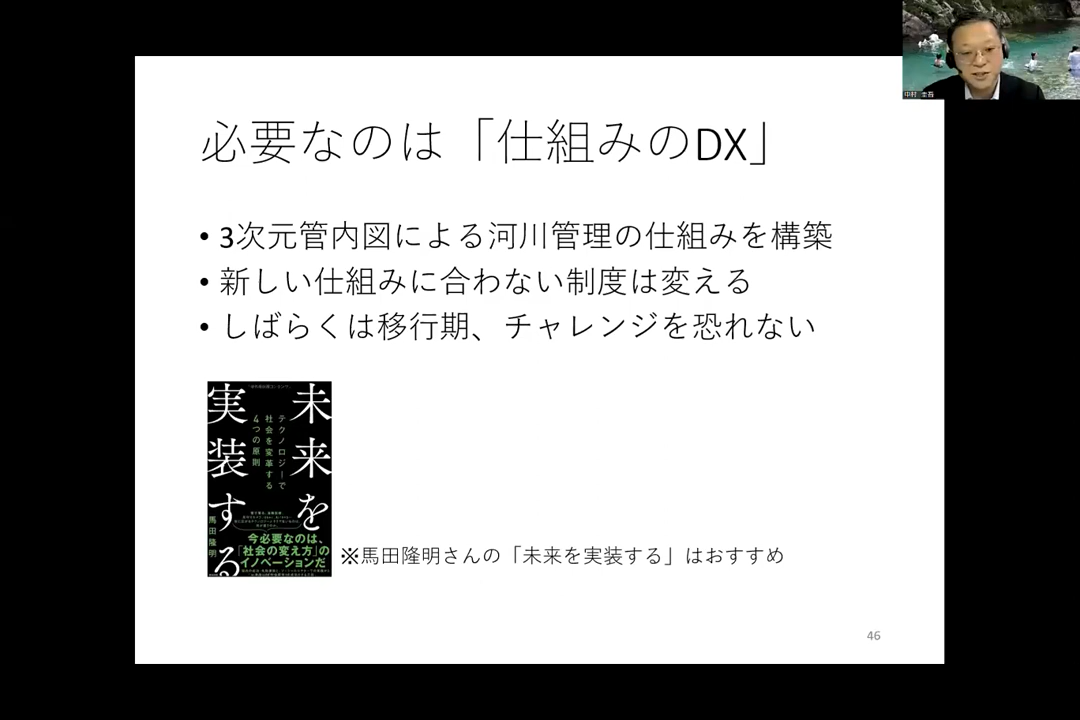 必要なのは「仕組みのDX」
• 3次元管内図による河川管理の仕組みを構築
• 新しい仕組みに合わない制度は変える
• しばらくは移行期、チャレンジを恐れない
未来を
実装する
テクノロジーで
社会を変革する
4つの原則
馬田隆明
今必要なのは、
「社会の変え方」の
イノベーションだ
※馬田隆明さんの「未来を実装する」はおすすめ
46